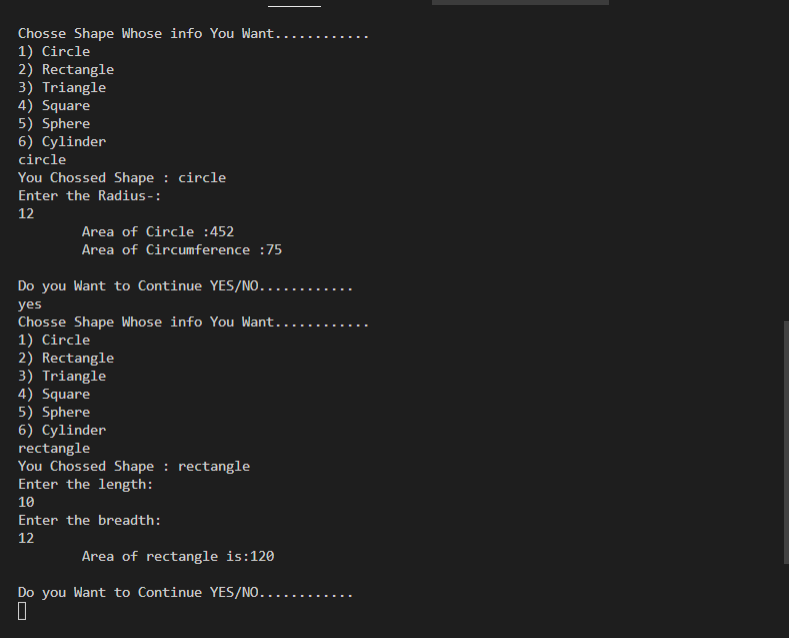 Chosse Shape Whose info You Want............
1) Circle
2) Rectangle
3) Triangle
4) Square
5) Sphere
6) Cylinder
circle
You Chossed Shape : circle
Enter the Radius-:
12
Area of Circle :452
Area of Circumference :75
Do you Want to Continue YES/NO............
yes
Chosse Shape Whose info You Want............
1) Circle
2) Rectangle
3) Triangle
4) Square
5) Sphere
6) Cylinder
rectangle
You Chossed Shape : rectangle
Enter the length:
10
Enter the breadth:
12
Area of rectangle is:120
Do you Want to Continue YES/NO............